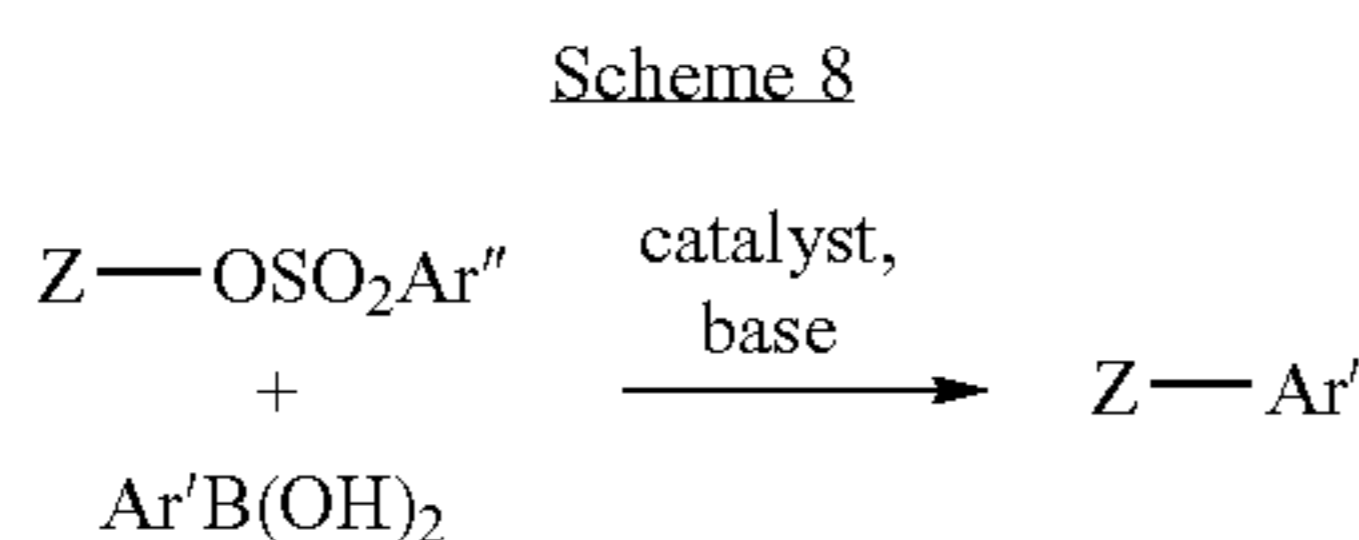 Scheme 8
Z—OSO₂Ar″
+
Ar′B(OH)₂
catalyst,
base
Z—Ar′